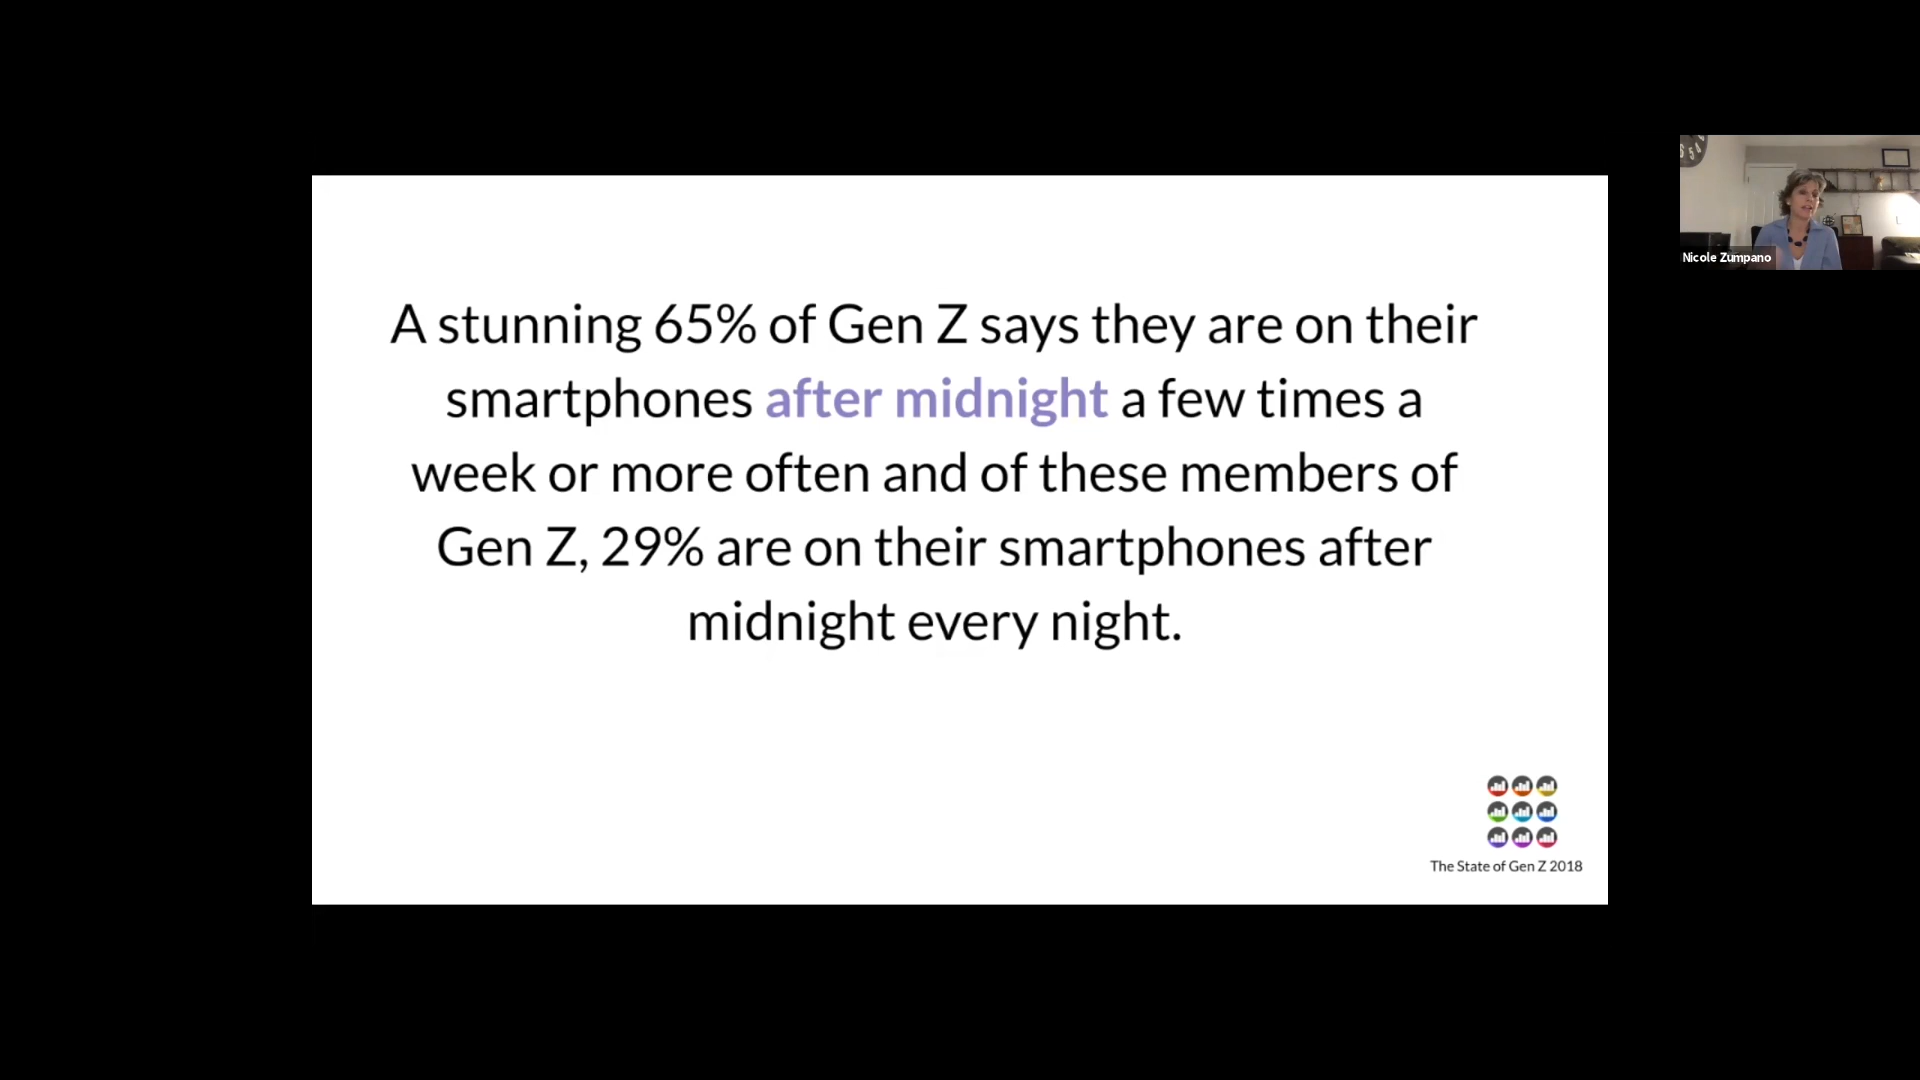 A stunning 65% of Gen Z says they are on their
smartphones after midnight a few times a
week or more often and of these members of
Gen Z, 29% are on their smartphones after
midnight every night.
The State of Gen Z 2018
Nicole Zumpano